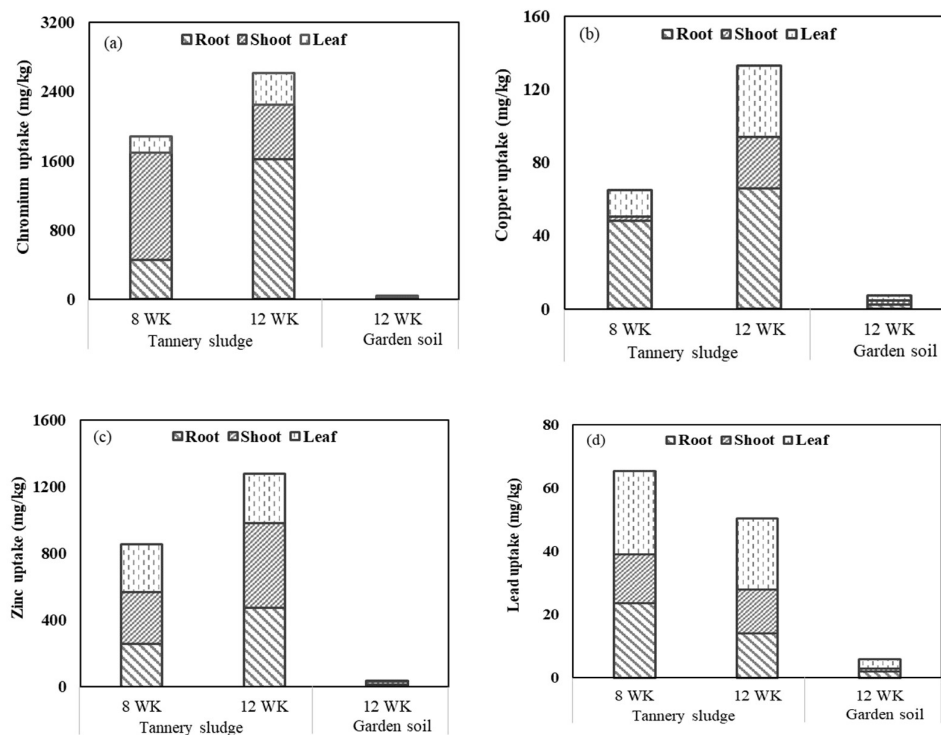 (a)
Root Shoot Leaf
Chromium uptake (mg/kg)
3200
2400
1600
800
0
8 WK 12 WK 12 WK
Tannery sludge Garden soil
(b)
Root Shoot Leaf
Copper uptake (mg/kg)
160
120
80
40
0
8 WK 12 WK 12 WK
Tannery sludge Garden soil
(c)
Root Shoot Leaf
Zinc uptake (mg/kg)
1600
1200
800
400
0
8 WK 12 WK 12 WK
Tannery sludge Garden soil
(d)
Root Shoot Leaf
Lead uptake (mg/kg)
80
60
40
20
0
8 WK 12 WK 12 WK
Tannery sludge Garden soil